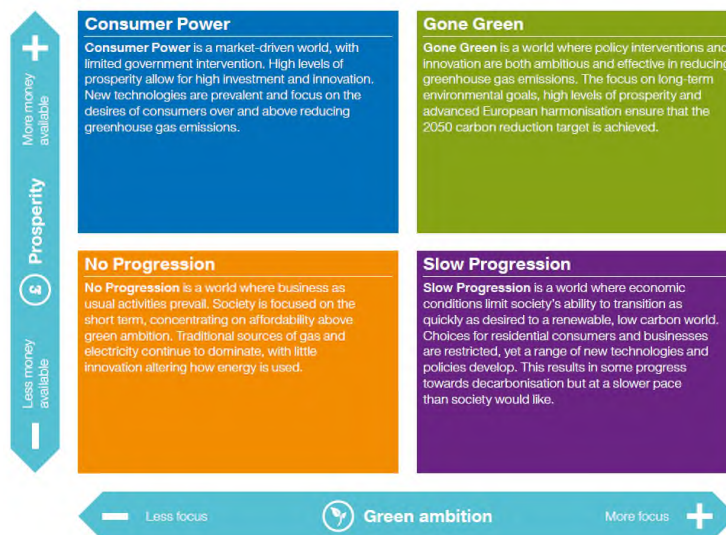 Consumer Power
Consumer Power is a market-driven world, with
limited government intervention. High levels of
prosperity allow for high investment and innovation.
New technologies are prevalent and focus on the
desires of consumers over and above reducing
greenhouse gas emissions.
Gone Green
Gone Green is a world where policy interventions and
innovation are both ambitious and effective in reducing
greenhouse gas emissions. The focus on long-term
environmental goals, high levels of prosperity and
advanced European harmonisation ensure that the
2050 carbon reduction target is achieved.
More money
available
Prosperity
Less money
available
No Progression
No Progression is a world where business as
usual activities prevail. Society is focused on the
short term, concentrating on affordability above
green ambition. Traditional sources of gas and
electricity continue to dominate, with little
innovation altering how energy is used.
Slow Progression
Slow Progression is a world where economic
conditions limit society's ability to transition as
quickly as desired to a renewable, low carbon world.
Choices for residential consumers and businesses
are restricted, yet a range of new technologies and
policies develop. This results in some progress
towards decarbonisation but at a slower pace
than society would like.
Less focus
Green ambition
More focus